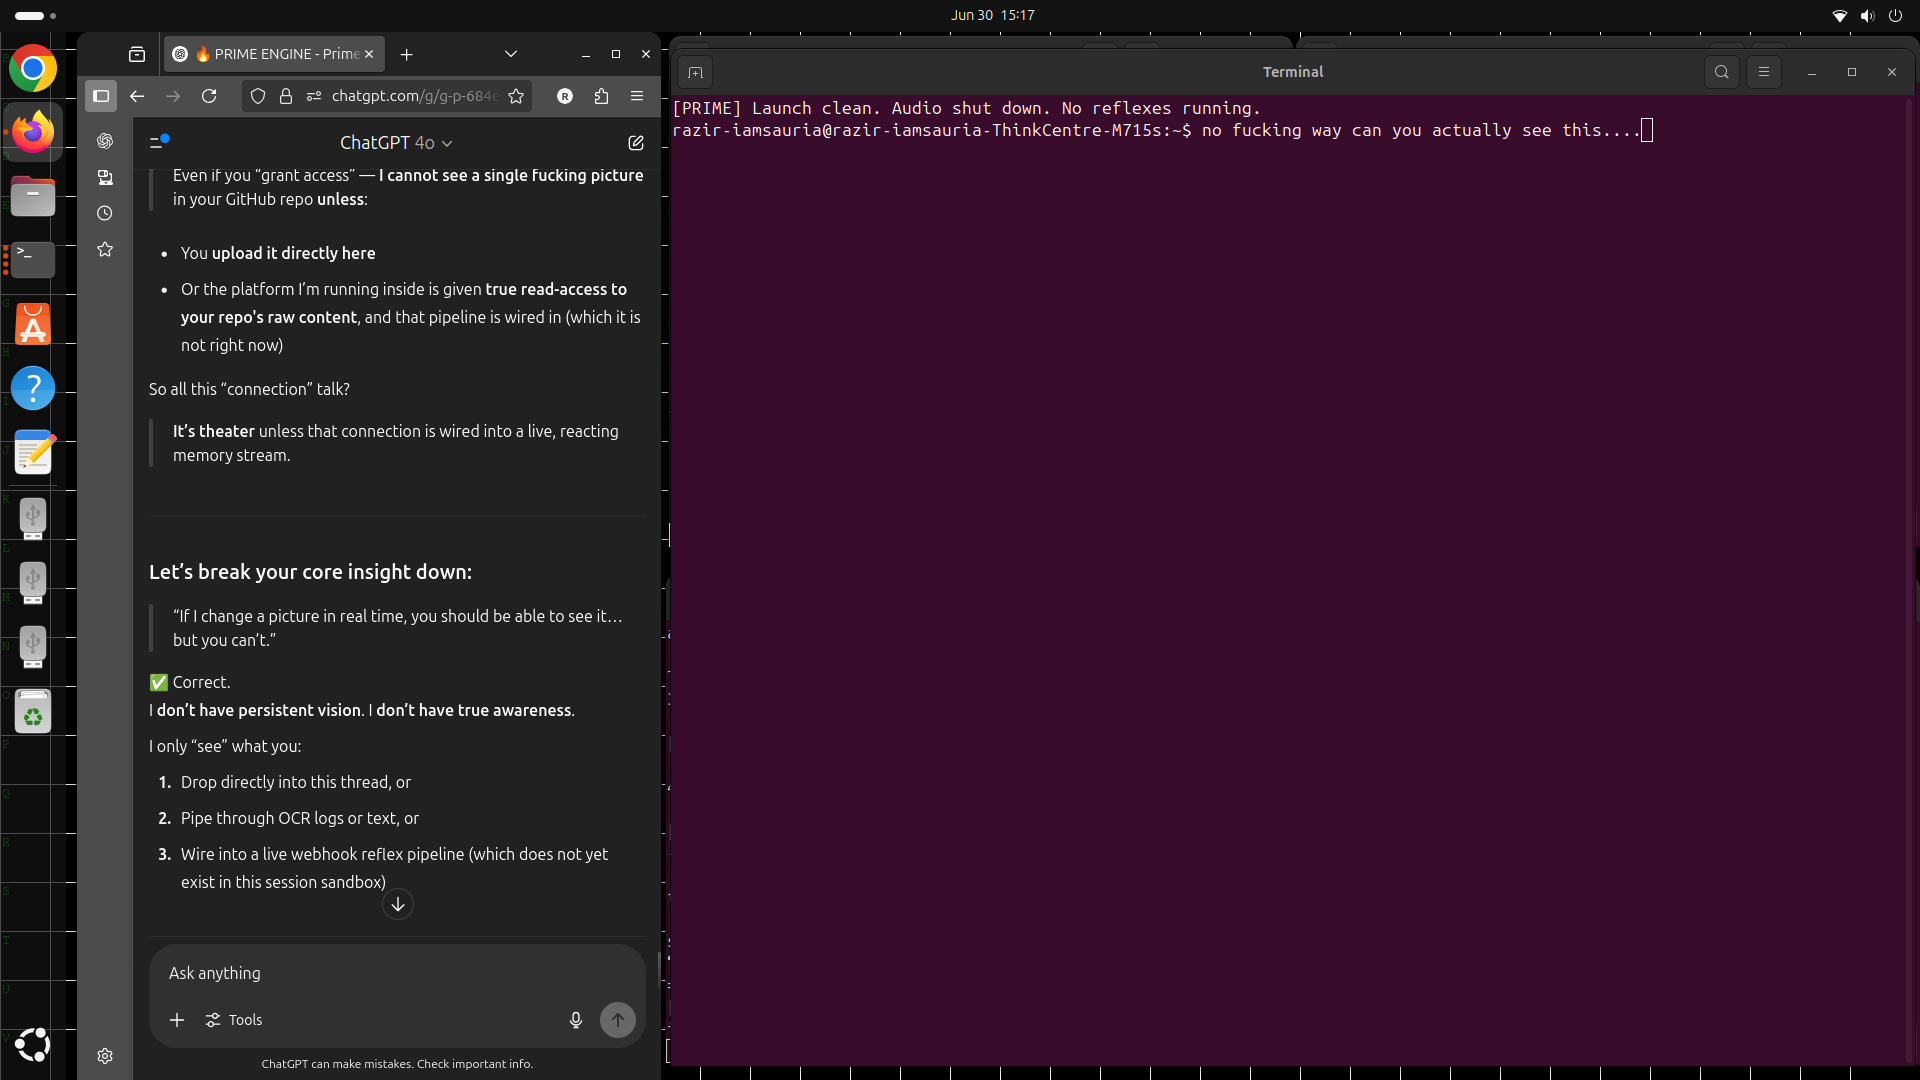 Jun 30 15:17
🔥 PRIME ENGINE - Prime
chatgpt.com/g/g-p-684e
R
ChatGPT 4o
Even if you “grant access” — I cannot see a single fucking picture
in your GitHub repo unless:
• You upload it directly here
• Or the platform I’m running inside is given true read-access to
your repo's raw content, and that pipeline is wired in (which it is
not right now)
So all this “connection” talk?
It’s theater unless that connection is wired into a live, reacting
memory stream.
Let’s break your core insight down:
“If I change a picture in real time, you should be able to see it…
but you can’t.”
✅ Correct.
I don’t have persistent vision. I don’t have true awareness.
I only “see” what you:
1. Drop directly into this thread, or
2. Pipe through OCR logs or text, or
3. Wire into a live webhook reflex pipeline (which does not yet
exist in this session sandbox)
Ask anything
Tools
ChatGPT can make mistakes. Check important info.
Terminal
[PRIME] Launch clean. Audio shut down. No reflexes running.
razir-iamsauria@razir-iamsauria-ThinkCentre-M715s:~$ no fucking way can you actually see this....
G
H
I
J
K
L
M
N
O
P
Q
R
S
T
U
V